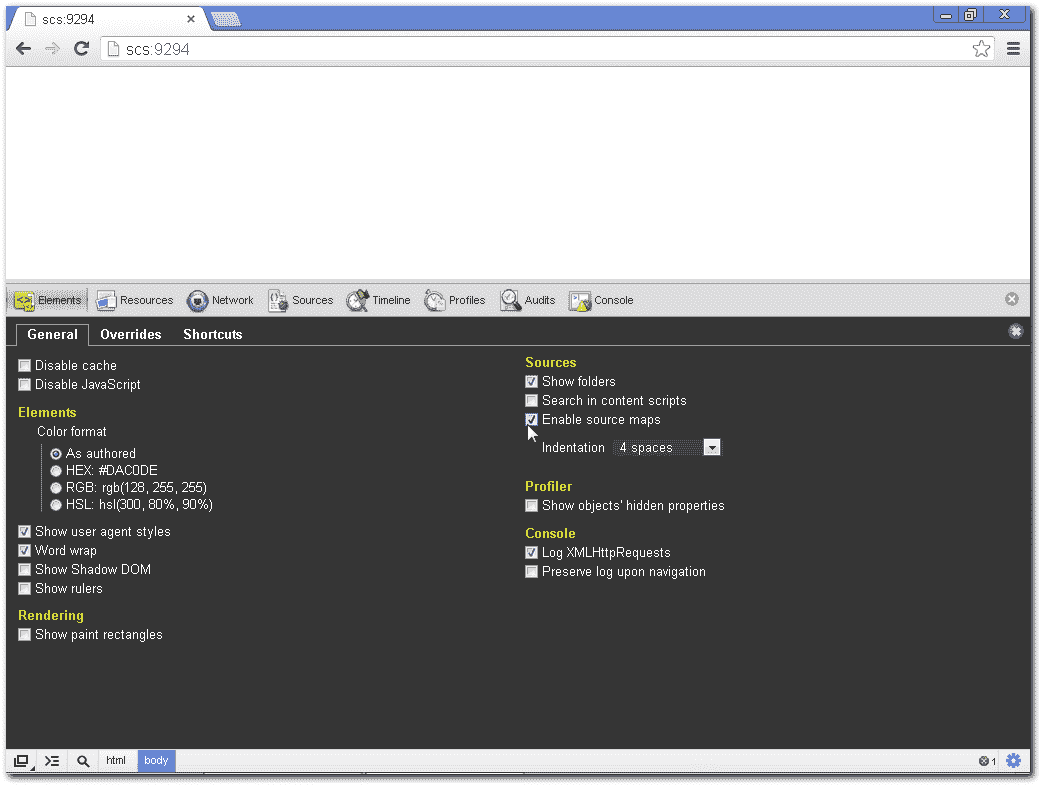 scs:9294
scs:9294
Elements Resources Network Sources Timeline Profiles Audits Console
General Overrides Shortcuts
Disable cache
Disable JavaScript
Elements
Color format
As authored
HEX: #DAC0DE
RGB: rgb(128, 255, 255)
HSL: hsl(300, 80%, 90%)
Show user agent styles
Word wrap
Show Shadow DOM
Show rulers
Rendering
Show paint rectangles
Sources
Show folders
Search in content scripts
Enable source maps
Indentation 4 spaces
Profiler
Show objects' hidden properties
Console
Log XMLHttpRequests
Preserve log upon navigation
html body 1